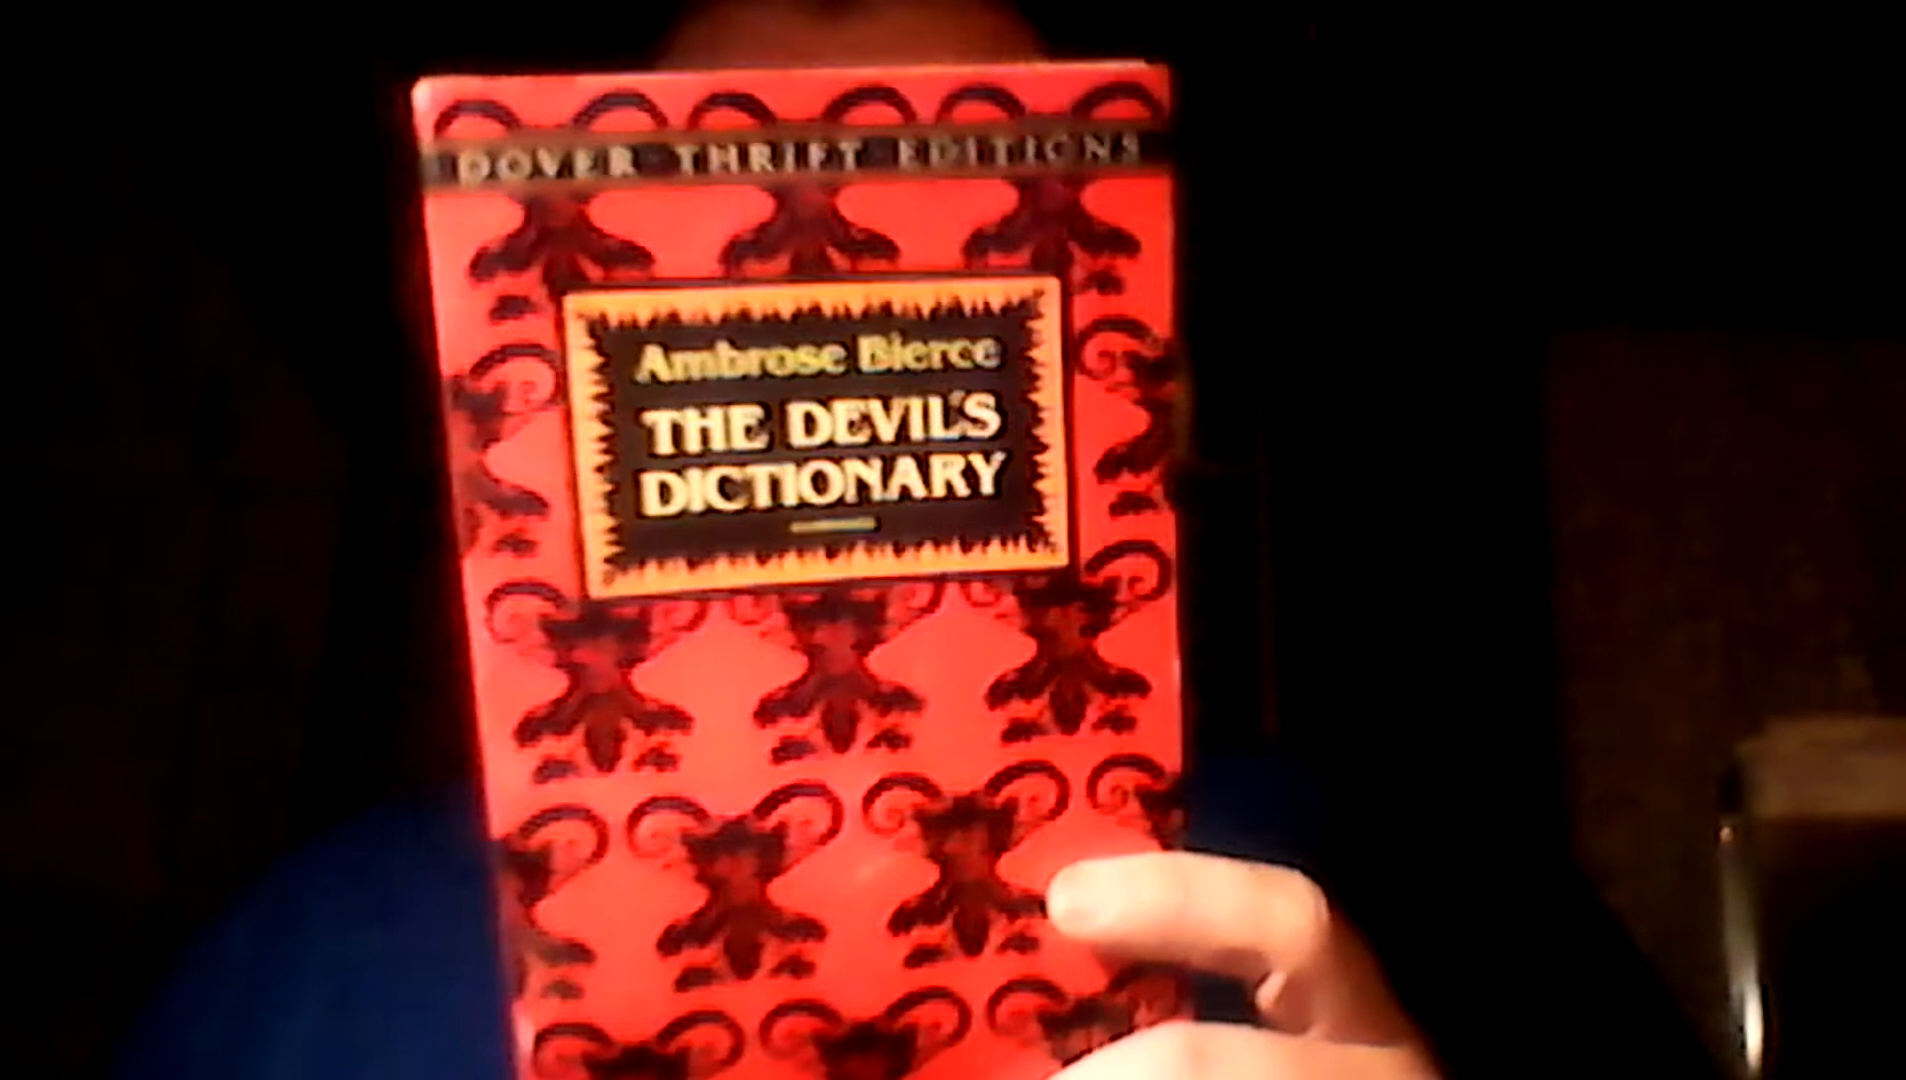 DOVER · THRIFT · EDITIONS
Ambrose Bierce
THE DEVIL'S
DICTIONARY